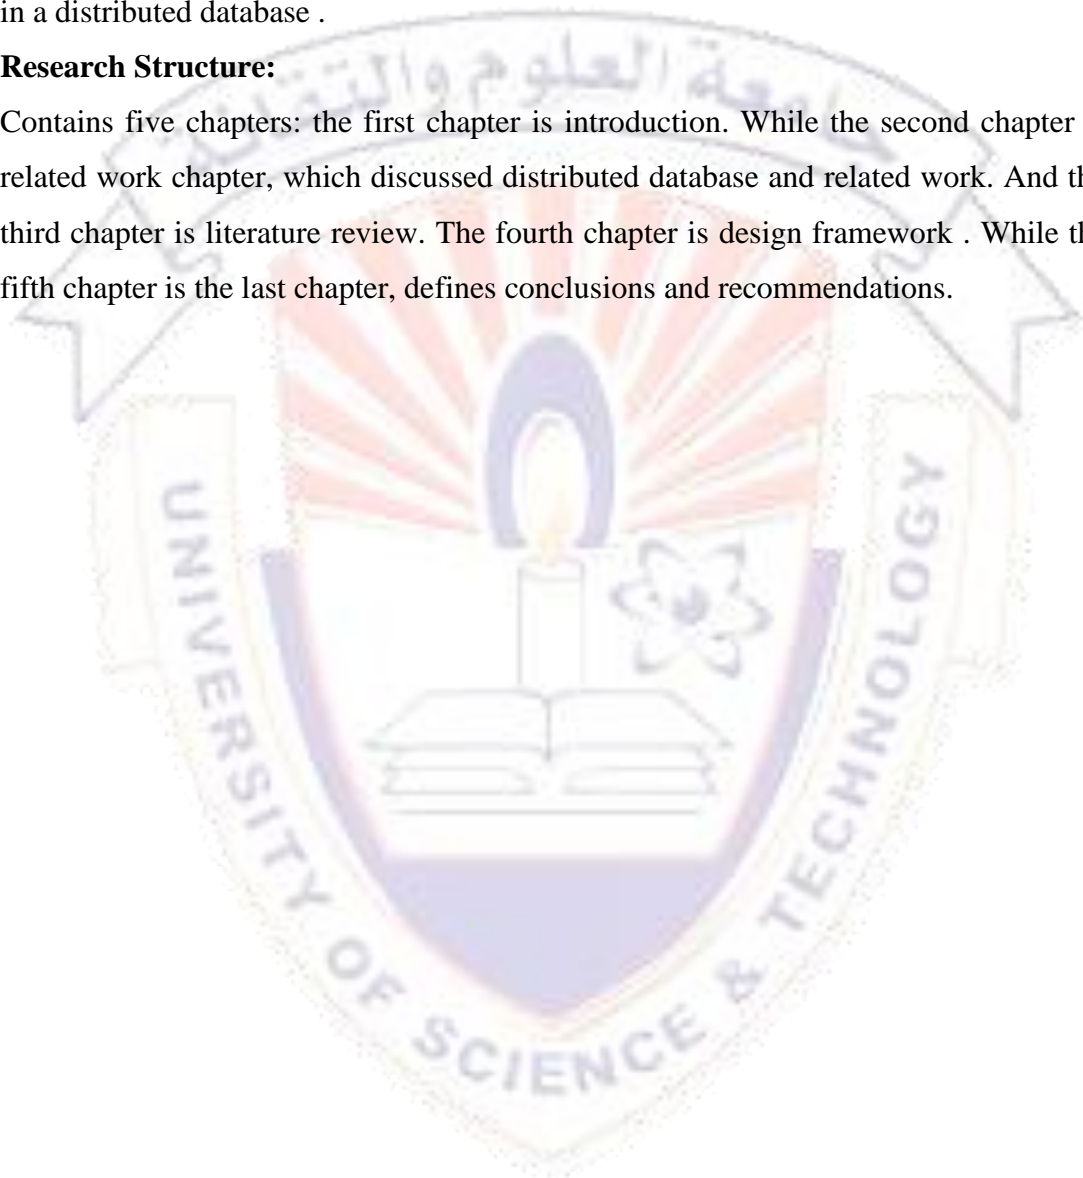 in a distributed database .
Research Structure:
Contains five chapters: the first chapter is introduction. While the second chapter
related work chapter, which discussed distributed database and related work. And th
third chapter is literature review. The fourth chapter is design framework . While th
fifth chapter is the last chapter, defines conclusions and recommendations.
جامعة العلوم والتقانة
UNIVERSITY OF SCIENCE & TECHNOLOGY